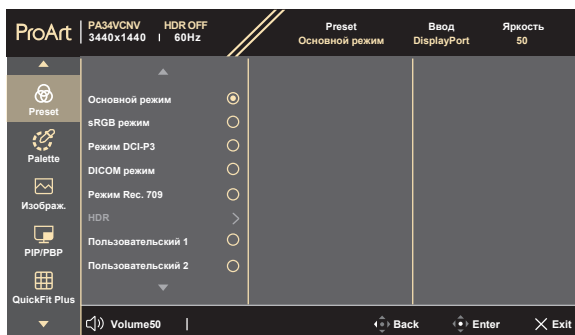 ProArt
PA34VCNV HDR OFF
3440x1440 | 60Hz
Preset
Основной режим
Ввод
DisplayPort
Яркость
50
Preset
Palette
Изображ.
PIP/PBP
QuickFit Plus
Основной режим
sRGB режим
Режим DCI-P3
DICOM режим
Режим Rec. 709
HDR
Пользовательский 1
Пользовательский 2
Volume50 |
Back
Enter
Exit